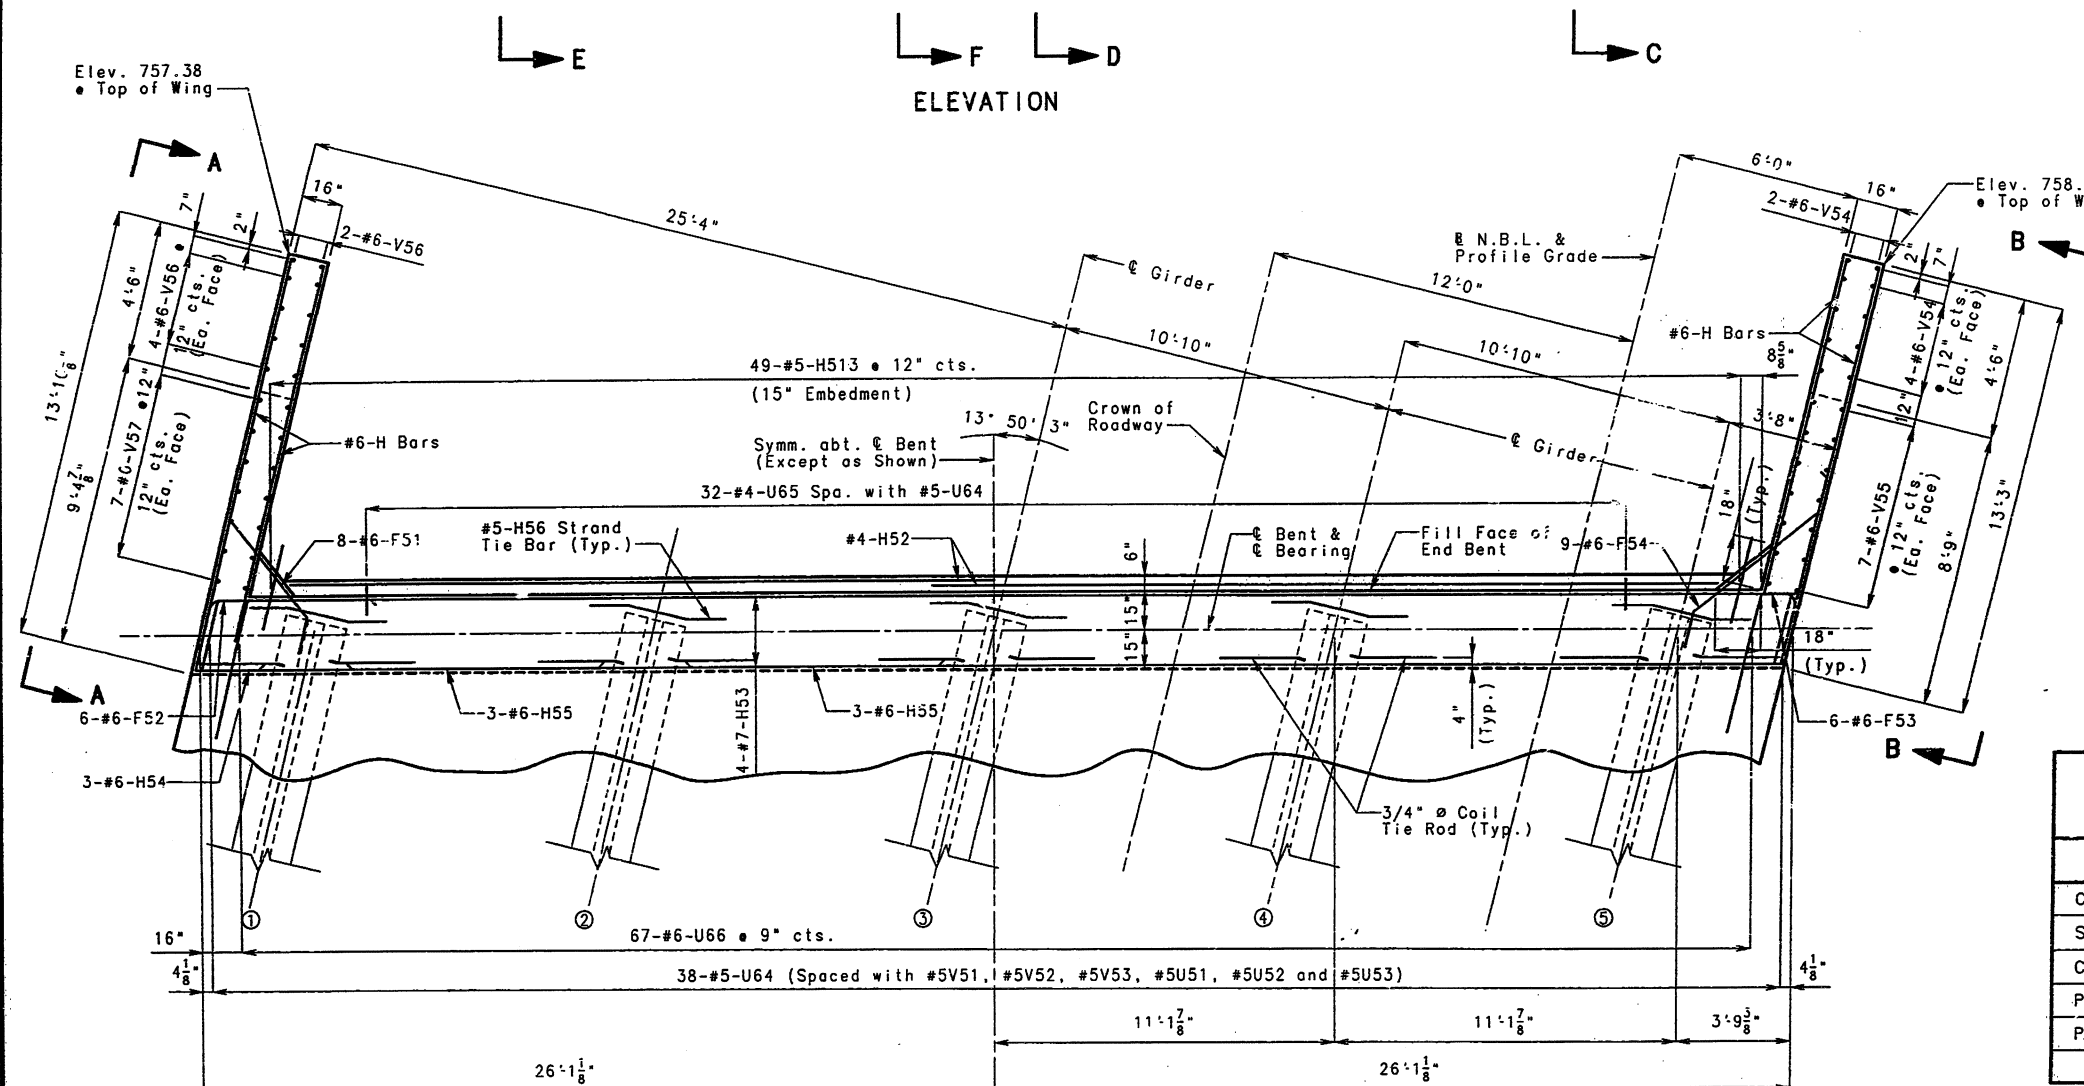 E
F
D
C
ELEVATION
Elev. 757.38
@ Top of Wing
A
16"
2-#6-V56
7"
2"
4'-6"
4-#6-V56 @
12" cts.
(Ea. Face)
13'-10 /8"
9'-4 7/8"
7-#6-V57 @12"
12" cts.
(Ea. Face)
25'-4"
℄ Girder
10'-10"
12'-0"
10'-10"
℄ Girder
3'-8"
N.B.L. &
Profile Grade
6'-0"
16"
2-#6-V54
Elev. 758.
@ Top of W
B
2"
7"
4-#6-V54
@ 12" cts.
(Ea. Face)
4'-6"
12"
#6-H Bars
8 5/8"
7-#6-V55
@ 12" cts.
(Ea. Face)
8'-9"
13'-3"
49-#5-H513 @ 12" cts.
(15" Embedment)
13° 50' 3"
Crown of
Roadway
Symm. abt. ℄ Bent
(Except as Shown)
#6-H Bars
32-#4-U65 Spa. with #5-U64
18"
(Typ.)
8-#6-F51
#5-H56 Strand
Tie Bar (Typ.)
#4-H52
6"
℄ Bent &
℄ Bearing
Fill Face of
End Bent
9-#6-F54
15"
15"
18"
(Typ.)
A
6-#6-F52
3-#6-H55
4-#7-H53
3-#6-H55
4"
(Typ.)
6-#6-F53
B
3-#6-H54
3/4" ø Coil
Tie Rod (Typ.)
1
2
3
4
5
16"
67-#6-U66 @ 9" cts.
4 1/8"
38-#5-U64 (Spaced with #5V51, #5V52, #5V53, #5U51, #5U52 and #5U53)
4 1/8"
11'-1 7/8"
11'-1 7/8"
3'-9 3/8"
26'-1 1/8"
26'-1 1/8"
C
S
C
P
P